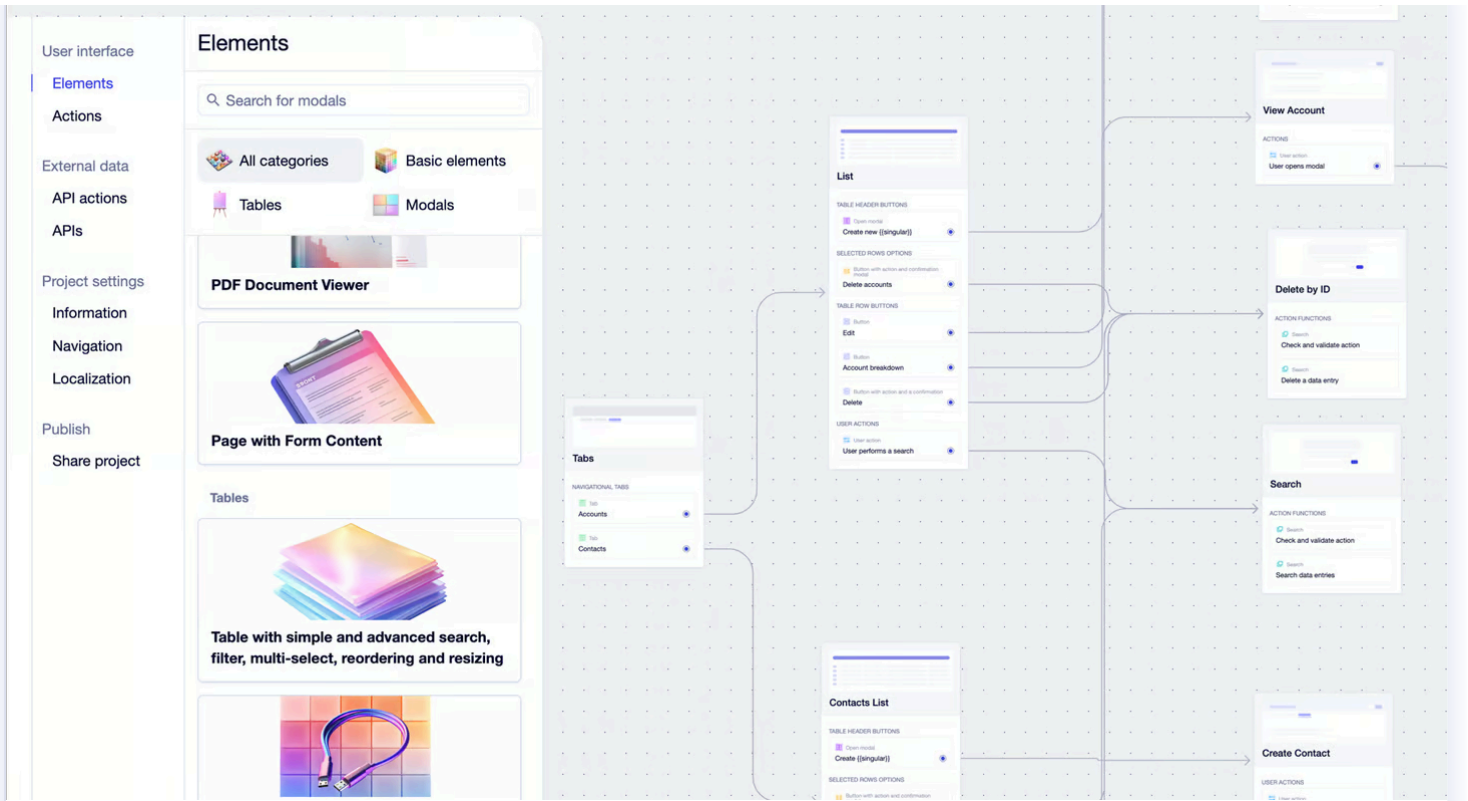 User interface
Elements
Actions
External data
API actions
APIs
Project settings
Information
Navigation
Localization
Publish
Share project
Elements
Search for modals
All categories
Basic elements
Tables
Modals
PDF Document Viewer
Page with Form Content
Tables
Table with simple and advanced search,
filter, multi-select, reordering and resizing
Tabs
NAVIGATIONAL TABS
Tab
Accounts
Tab
Contacts
List
TABLE HEADER BUTTONS
Open modal
Create new {{singular}}
SELECTED ROWS OPTIONS
Button with action and confirmation
modal
Delete accounts
TABLE ROW BUTTONS
Button
Edit
Button
Account breakdown
Button with action and a confirmation
Delete
USER ACTIONS
User action
User performs a search
Contacts List
TABLE HEADER BUTTONS
Open modal
Create {{singular}}
SELECTED ROWS OPTIONS
Button with action and confirmation
View Account
ACTIONS
User action
User opens modal
Delete by ID
ACTION FUNCTIONS
Search
Check and validate action
Search
Delete a data entry
Search
ACTION FUNCTIONS
Search
Check and validate action
Search
Search data entries
Create Contact
USER ACTIONS
User action